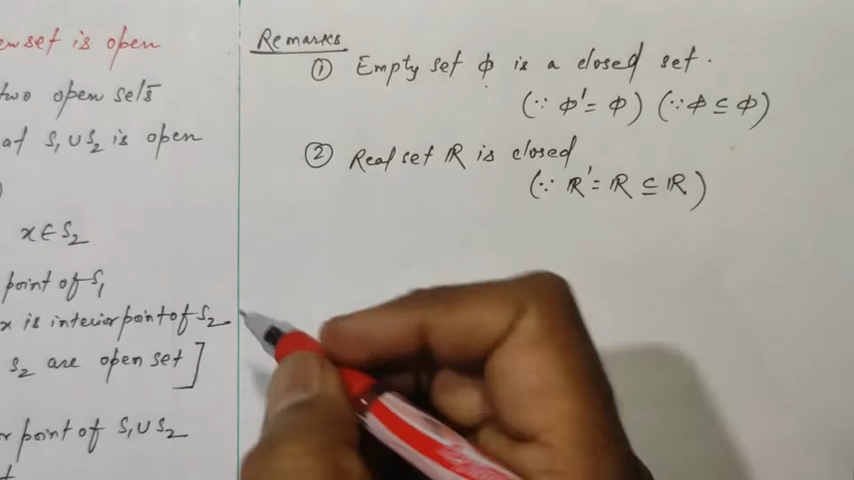 set is open
two open sets
S₁ ∪ S₂ is open
x ∈ S₂
point of S₁
x is interior point of S₂
S₂ are open set]
point of S₁ ∪ S₂
Remarks
① Empty set ϕ is a closed set.
(∵ ϕ' = ϕ) (∵ ϕ ⊆ ϕ)
② Real set ℝ is closed
(∵ ℝ' = ℝ ⊆ ℝ)